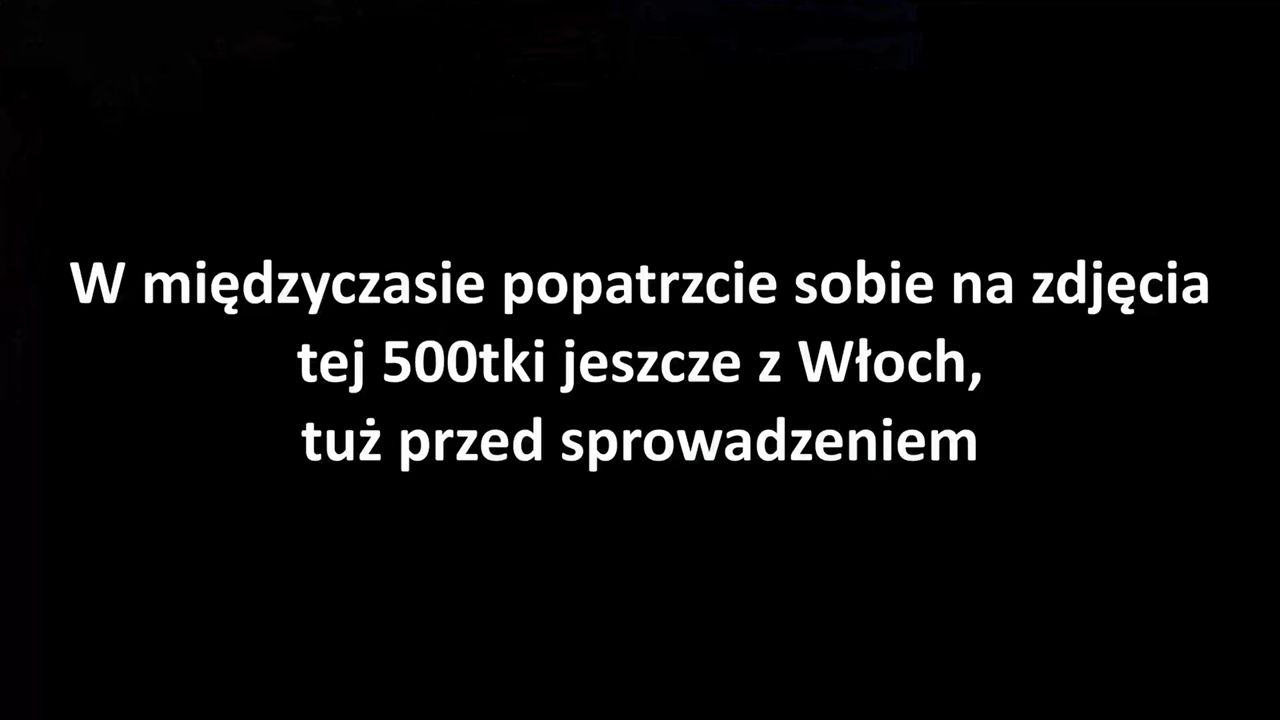 W międzyczasie popatrzcie sobie na zdjęcia
tej 500tki jeszcze z Włoch,
tuż przed sprowadzeniem